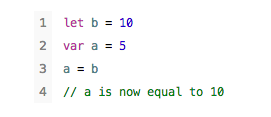 1 let b = 10
2 var a = 5
3 a = b
4 // a is now equal to 10